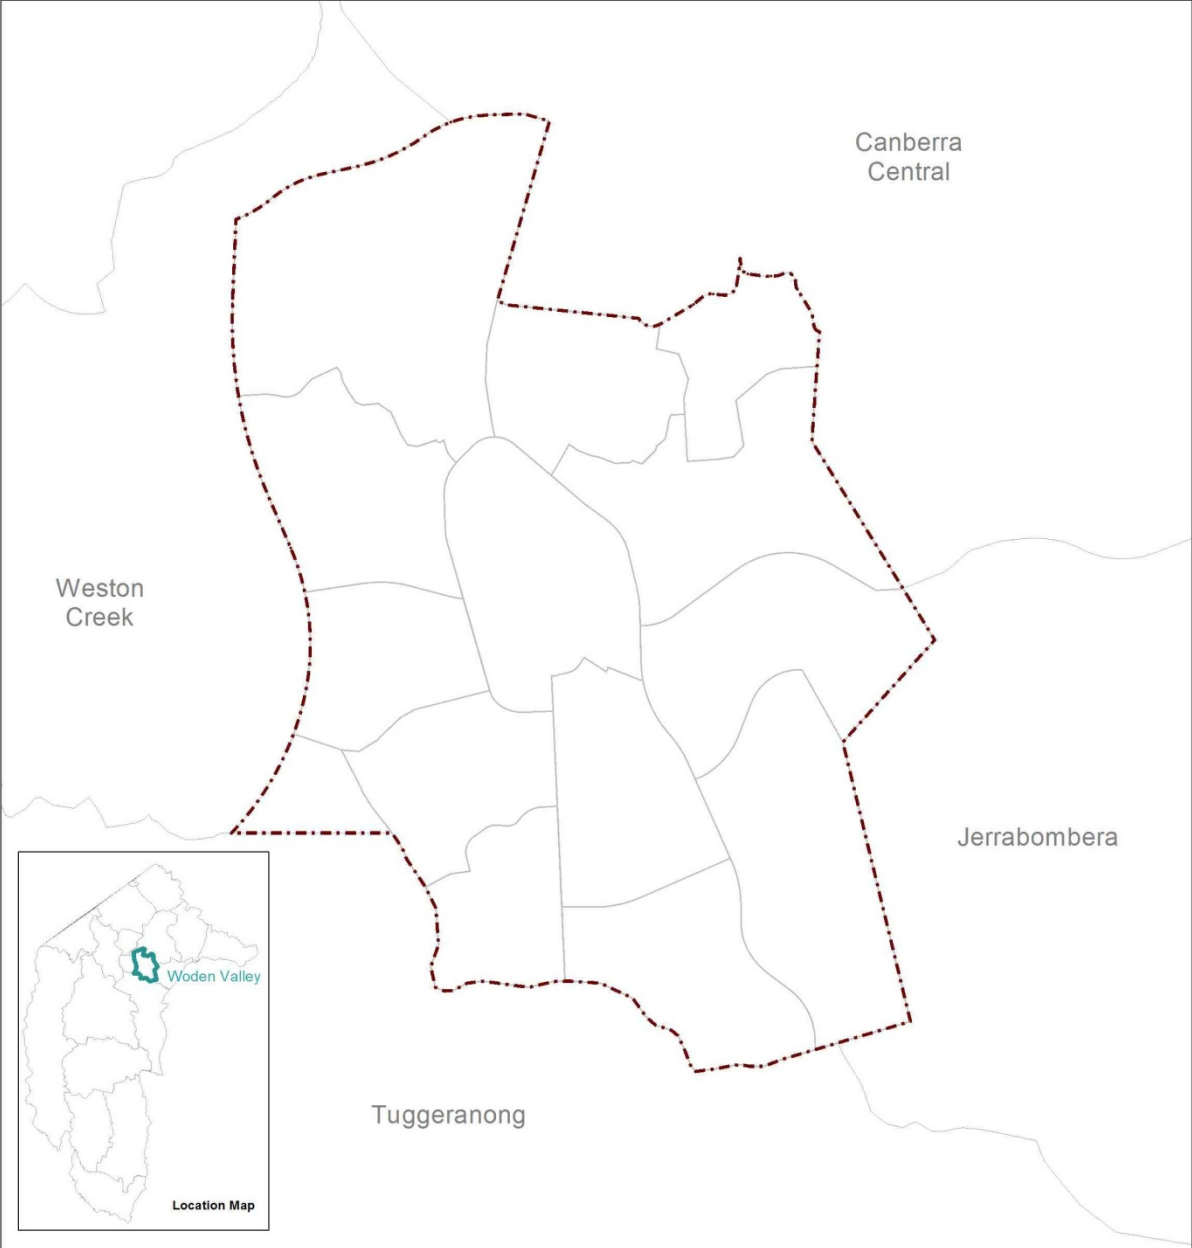 Canberra
Central
Weston
Creek
Jerrabombera
Woden Valley
Tuggeranong
Location Map